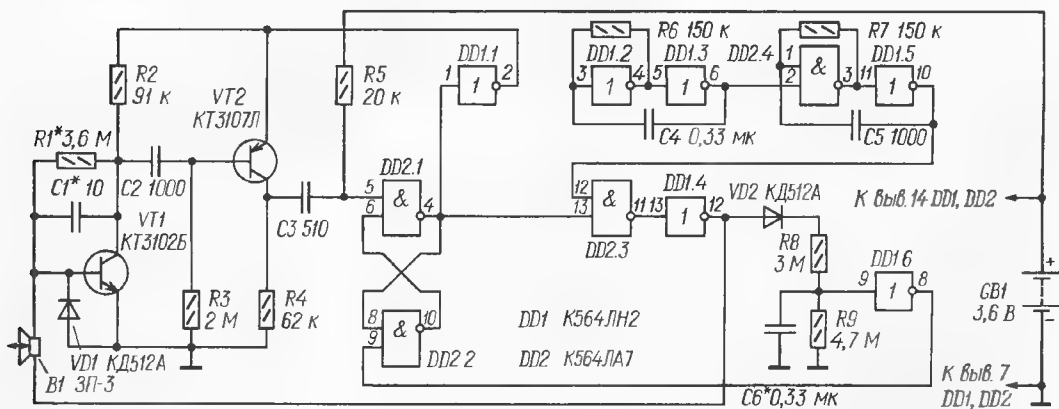 R2
91 к
VT2
КТ3107Л
R1*3,6 М
C1* 10
C2 1000
VT1
КТ3102Б
VD1 КД512А
B1 ЗП-3
R3
2 М
R4
62 к
C3 510
R5
20 к
DD1.1
1
1
2
DD2.1
&
5
6
4
DD2.2
&
8
9
10
R6 150 к
DD1.2
1
3
4
DD1.3
1
5
6
C4 0,33 мк
DD2.4
&
1
2
3
R7 150 к
DD1.5
1
11
10
C5 1000
12
13
&
11
DD2.3
DD1.4
1
13
12
VD2 КД512А
R8
3 М
R9
4,7 М
C6*0,33 мк
DD1.6
1
9
8
DD1 К564ЛН2
DD2 К564ЛА7
К выв. 14 DD1, DD2
+
GB1
3,6 В
-
К выв. 7
DD1, DD2